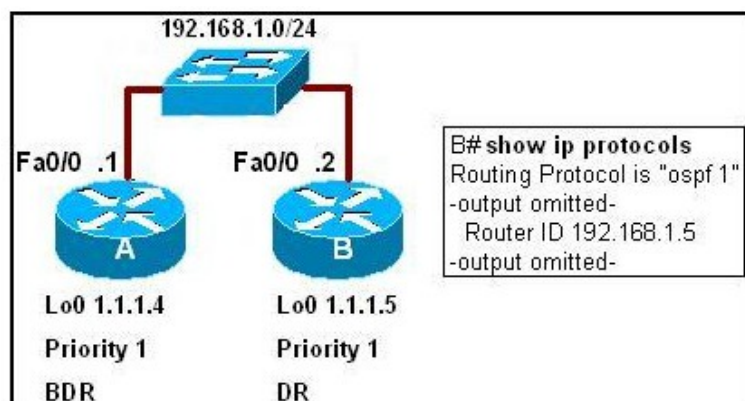 192.168.1.0/24
Fa0/0 .1
Fa0/0 .2
A
B
Lo0 1.1.1.4
Priority 1
BDR
Lo0 1.1.1.5
Priority 1
DR
B# show ip protocols
Routing Protocol is "ospf 1"
-output omitted-
Router ID 192.168.1.5
-output omitted-